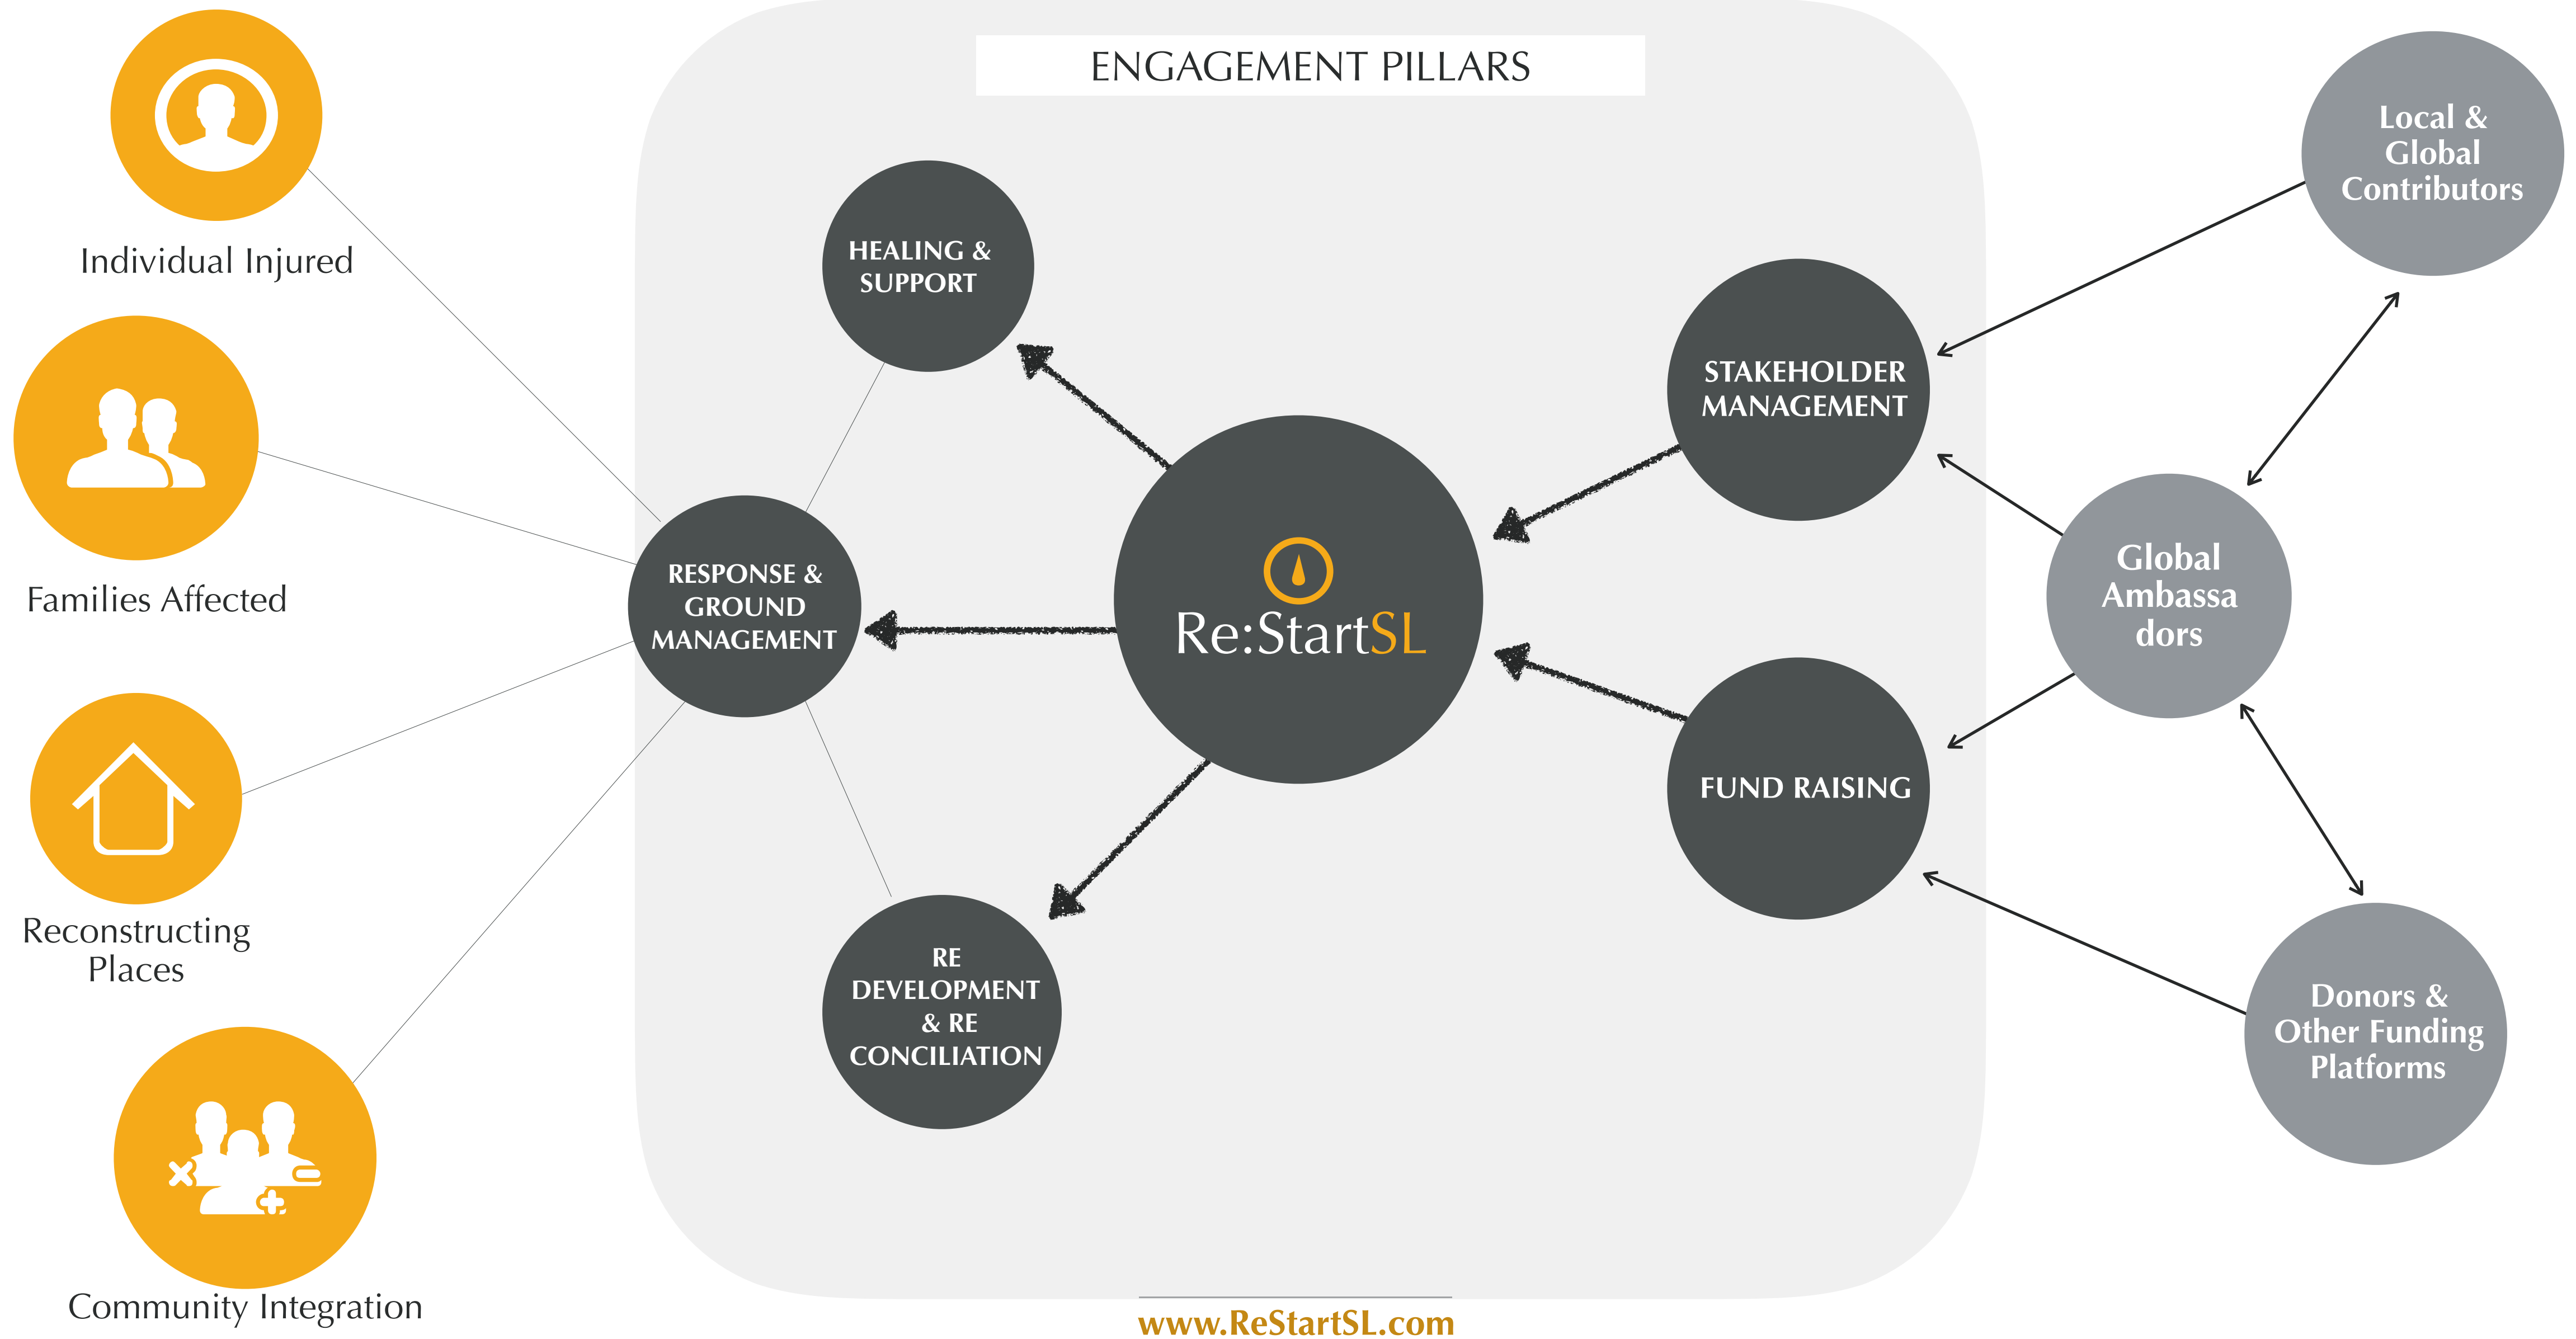 ENGAGEMENT PILLARS
Individual Injured
Families Affected
Reconstructing
Places
Community Integration
HEALING &
SUPPORT
RESPONSE &
GROUND
MANAGEMENT
RE
DEVELOPMENT
& RE
CONCILIATION
Re:StartSL
STAKEHOLDER
MANAGEMENT
FUND RAISING
Local &
Global
Contributors
Global
Ambassa
dors
Donors &
Other Funding
Platforms
www.ReStartSL.com